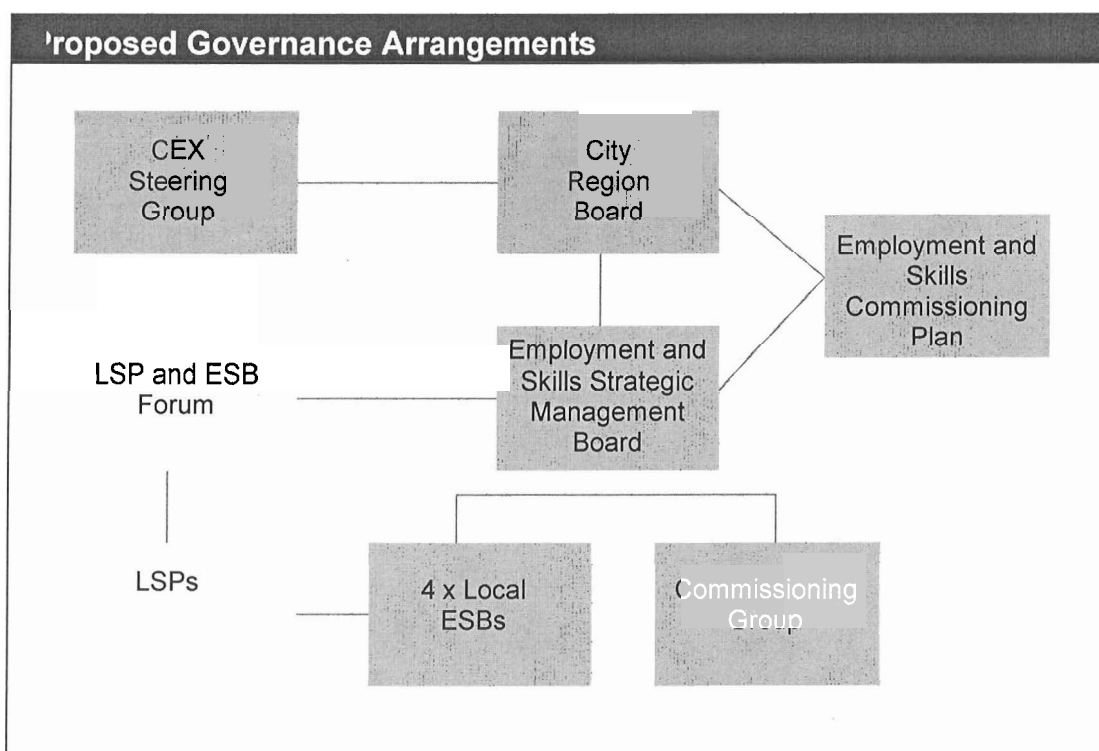 Proposed Governance Arrangements
CEX
Steering
Group
City
Region
Board
Employment and
Skills
Commissioning
Plan
LSP and ESB
Forum
Employment and
Skills Strategic
Management
Board
LSPs
4 x Local
ESBs
Commissioning
Group